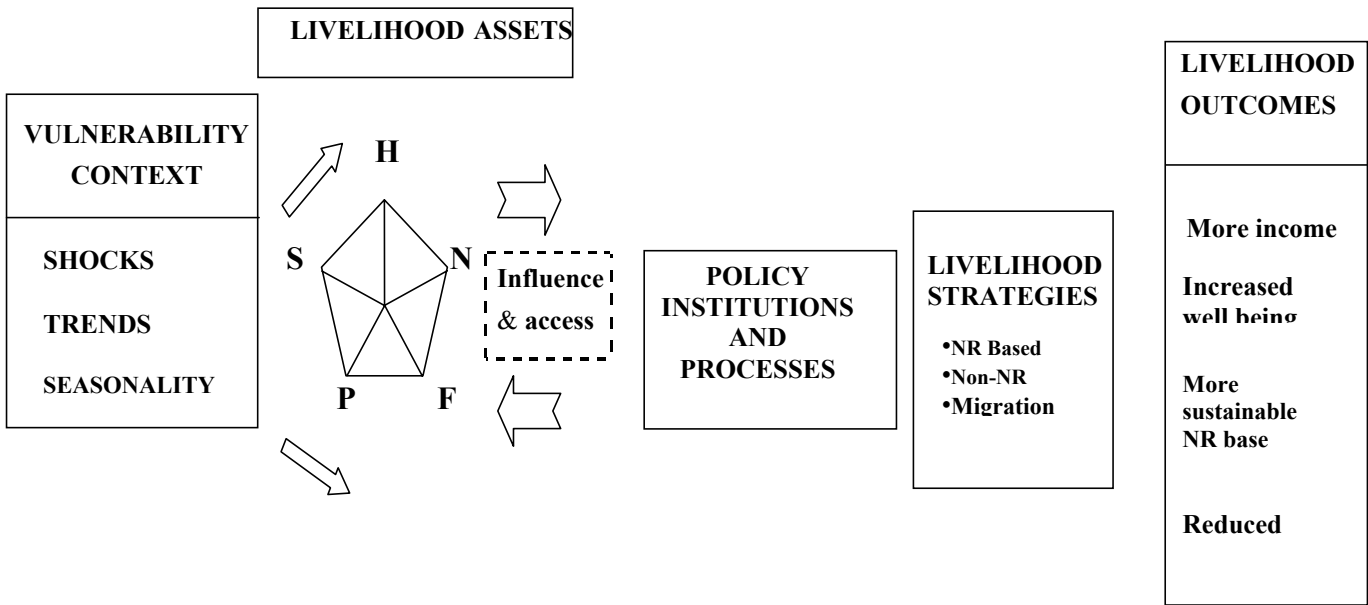 LIVELIHOOD ASSETS
VULNERABILITY
CONTEXT
SHOCKS
TRENDS
SEASONALITY
H
S
N
P
F
Influence
& access
POLICY
INSTITUTIONS
AND
PROCESSES
LIVELIHOOD
STRATEGIES
•NR Based
•Non-NR
•Migration
LIVELIHOOD
OUTCOMES
More income
Increased
well being
More
sustainable
NR base
Reduced